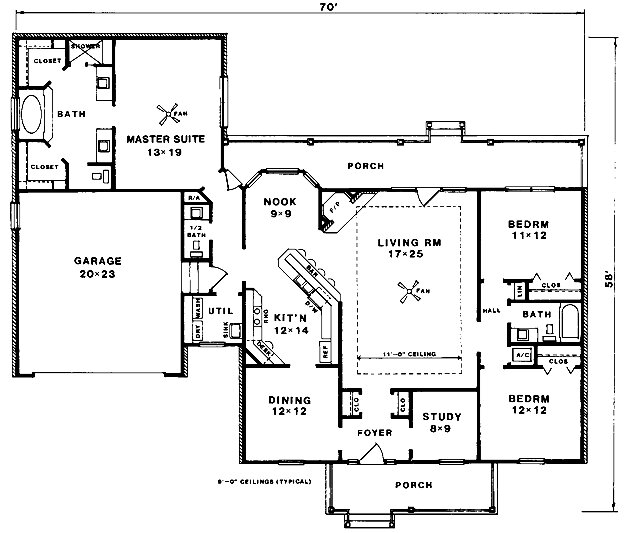 70'
SHOWER
CLOSET
BATH
FAN
MASTER SUITE
13×19
CLOSET
PORCH
R/A
NOOK
9×9
F/P
BEDRM
11×12
1/2
BATH
LIVING RM
17×25
GARAGE
20×23
BAR
FAN
58'
LIN
CLOS
WASH
DRY
UTIL
SINK
RNG
KIT'N
12×14
D/W
REF
DESK
HALL
BATH
11'-0" CEILING
A/C
CLOS
DINING
12×12
CLO
CLO
STUDY
8×9
BEDRM
12×12
FOYER
9'-0" CEILINGS (TYPICAL)
PORCH